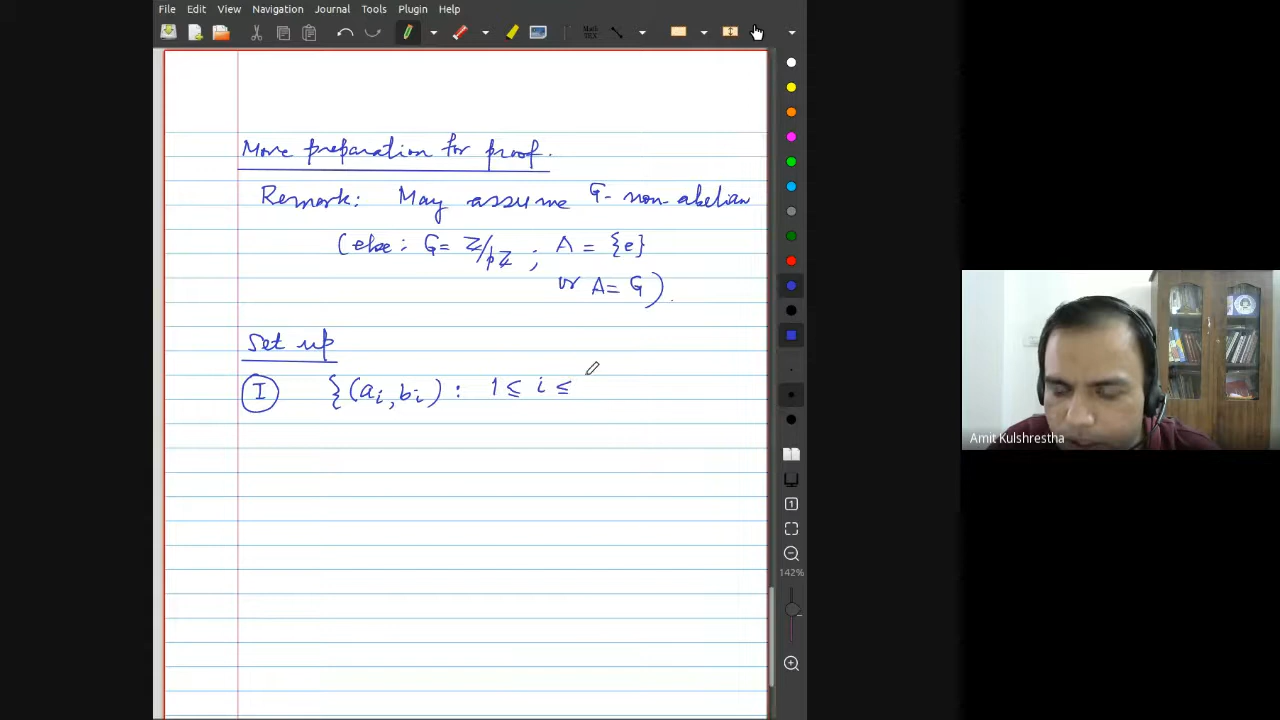 File Edit View Navigation Journal Tools Plugin Help
More preparation for proof.
Remark: May assume G- non-abelian
(else: G= Z/pZ ; A = {e}
or A= G).
Set up
I {(ai, bi) : 1 ≤ i ≤
1
142%
Amit Kulshrestha